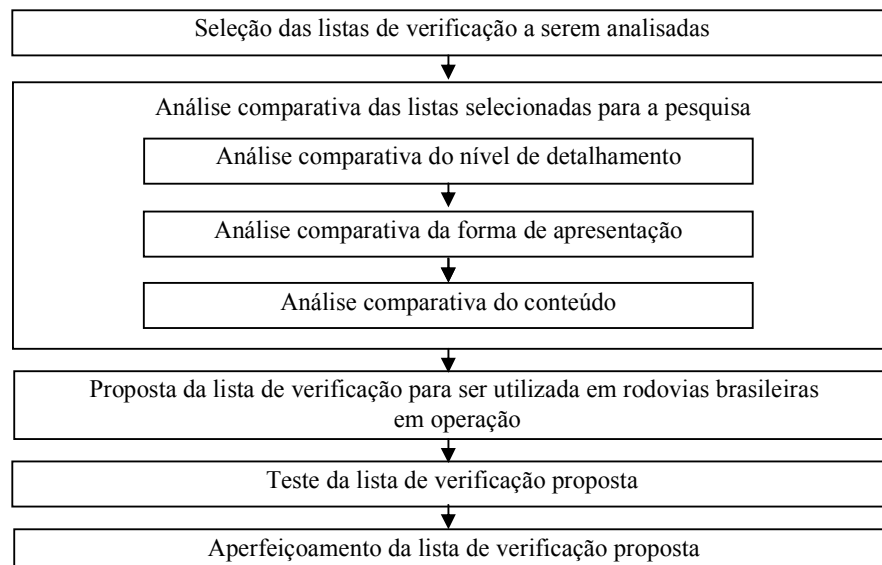 Seleção das listas de verificação a serem analisadas
Análise comparativa das listas selecionadas para a pesquisa
Análise comparativa do nível de detalhamento
Análise comparativa da forma de apresentação
Análise comparativa do conteúdo
Proposta da lista de verificação para ser utilizada em rodovias brasileiras
em operação
Teste da lista de verificação proposta
Aperfeiçoamento da lista de verificação proposta